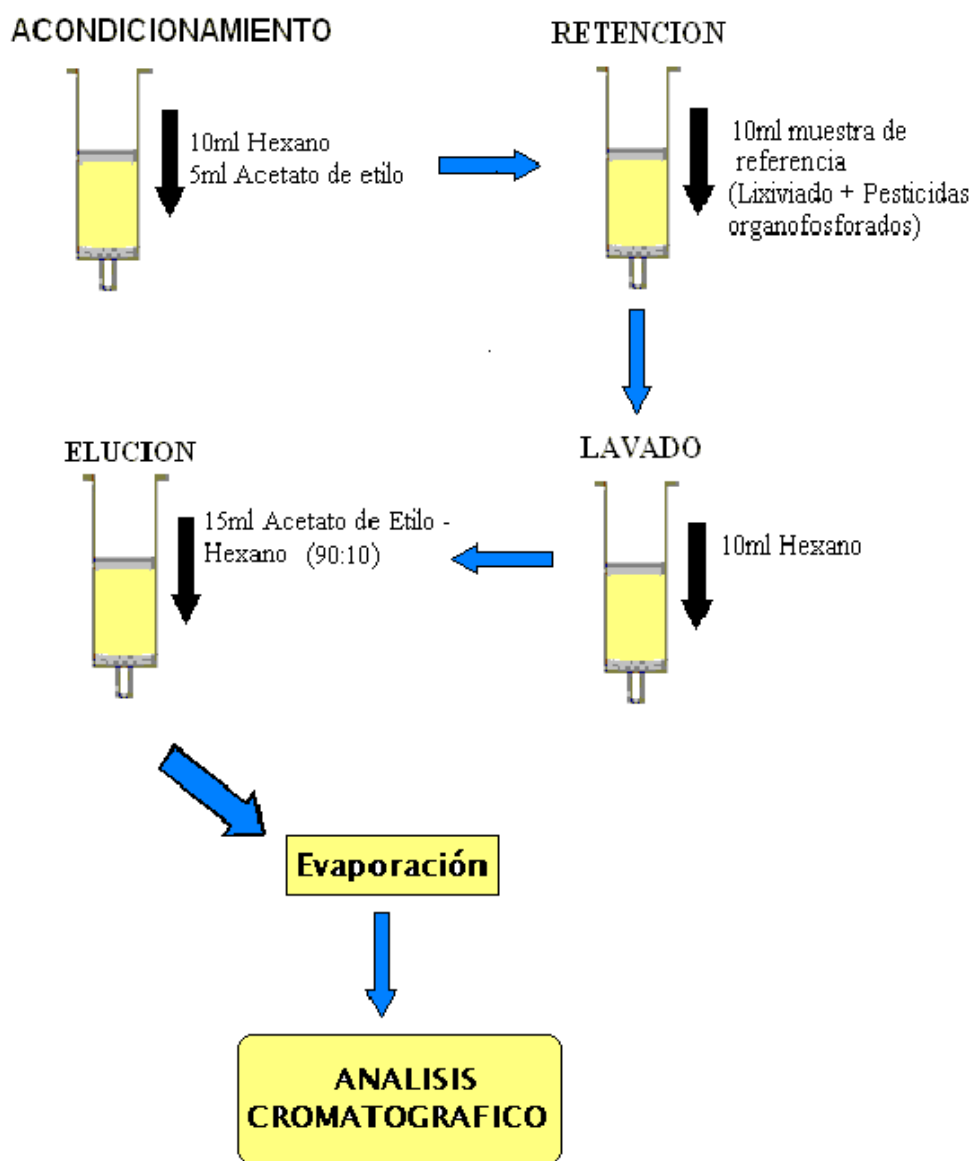 ACONDICIONAMIENTO
10ml Hexano
5ml Acetato de etilo
RETENCION
10ml muestra de
referencia
(Lixiviado + Pesticidas
organofosforados)
LAVADO
10ml Hexano
ELUCION
15ml Acetato de Etilo -
Hexano (90:10)
Evaporación
ANALISIS
CROMATOGRAFICO